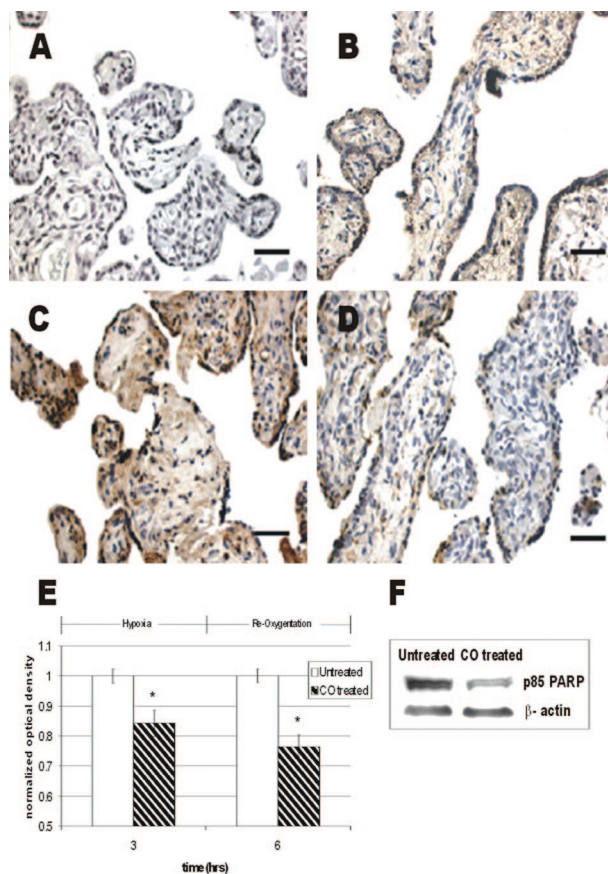 A
B
C
D
E
F
Hypoxia
Re-Oxygentation
1.1
1
0.9
0.8
0.7
0.6
0.5
normalized optical density
Untreated
CO treated
*
*
3
6
time(hrs)
Untreated CO treated
p85 PARP
β- actin